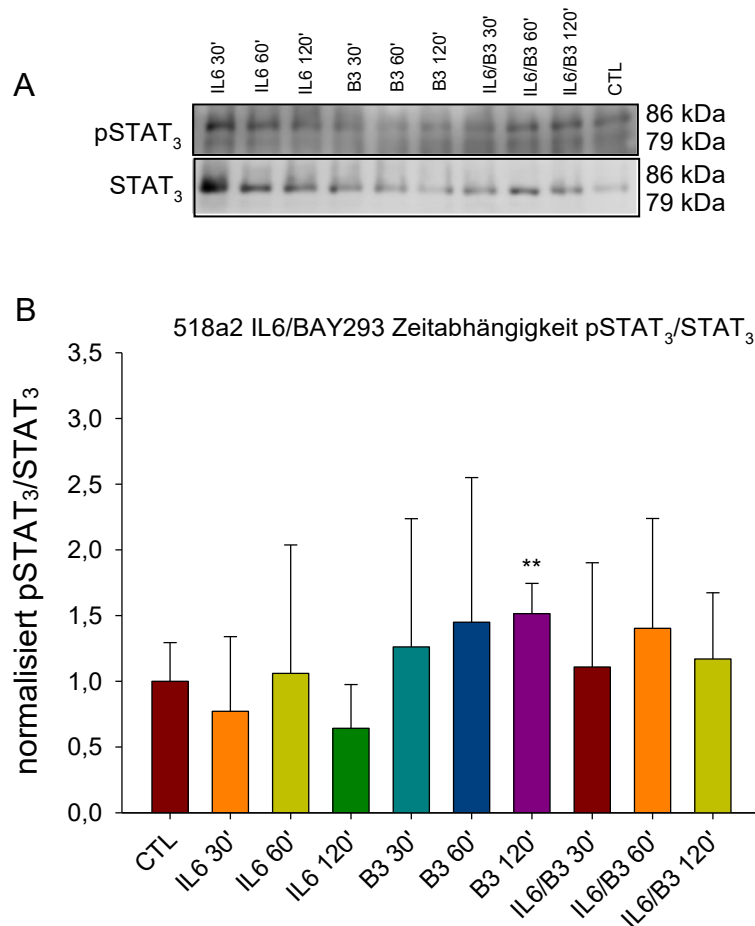 IL6 30' IL6 60' IL6 120' B3 30' B3 60' B3 120' IL6/B3 30' IL6/B3 60' IL6/B3 120' CTL
A
pSTAT3 86 kDa
79 kDa
STAT3 86 kDa
79 kDa
B
518a2 IL6/BAY293 Zeitabhängigkeit pSTAT3/STAT3
normalisiert pSTAT3/STAT3
3,5
3,0
2,5
2,0
1,5
1,0
0,5
0,0
**
CTL IL6 30' IL6 60' IL6 120' B3 30' B3 60' B3 120' IL6/B3 30' IL6/B3 60' IL6/B3 120'